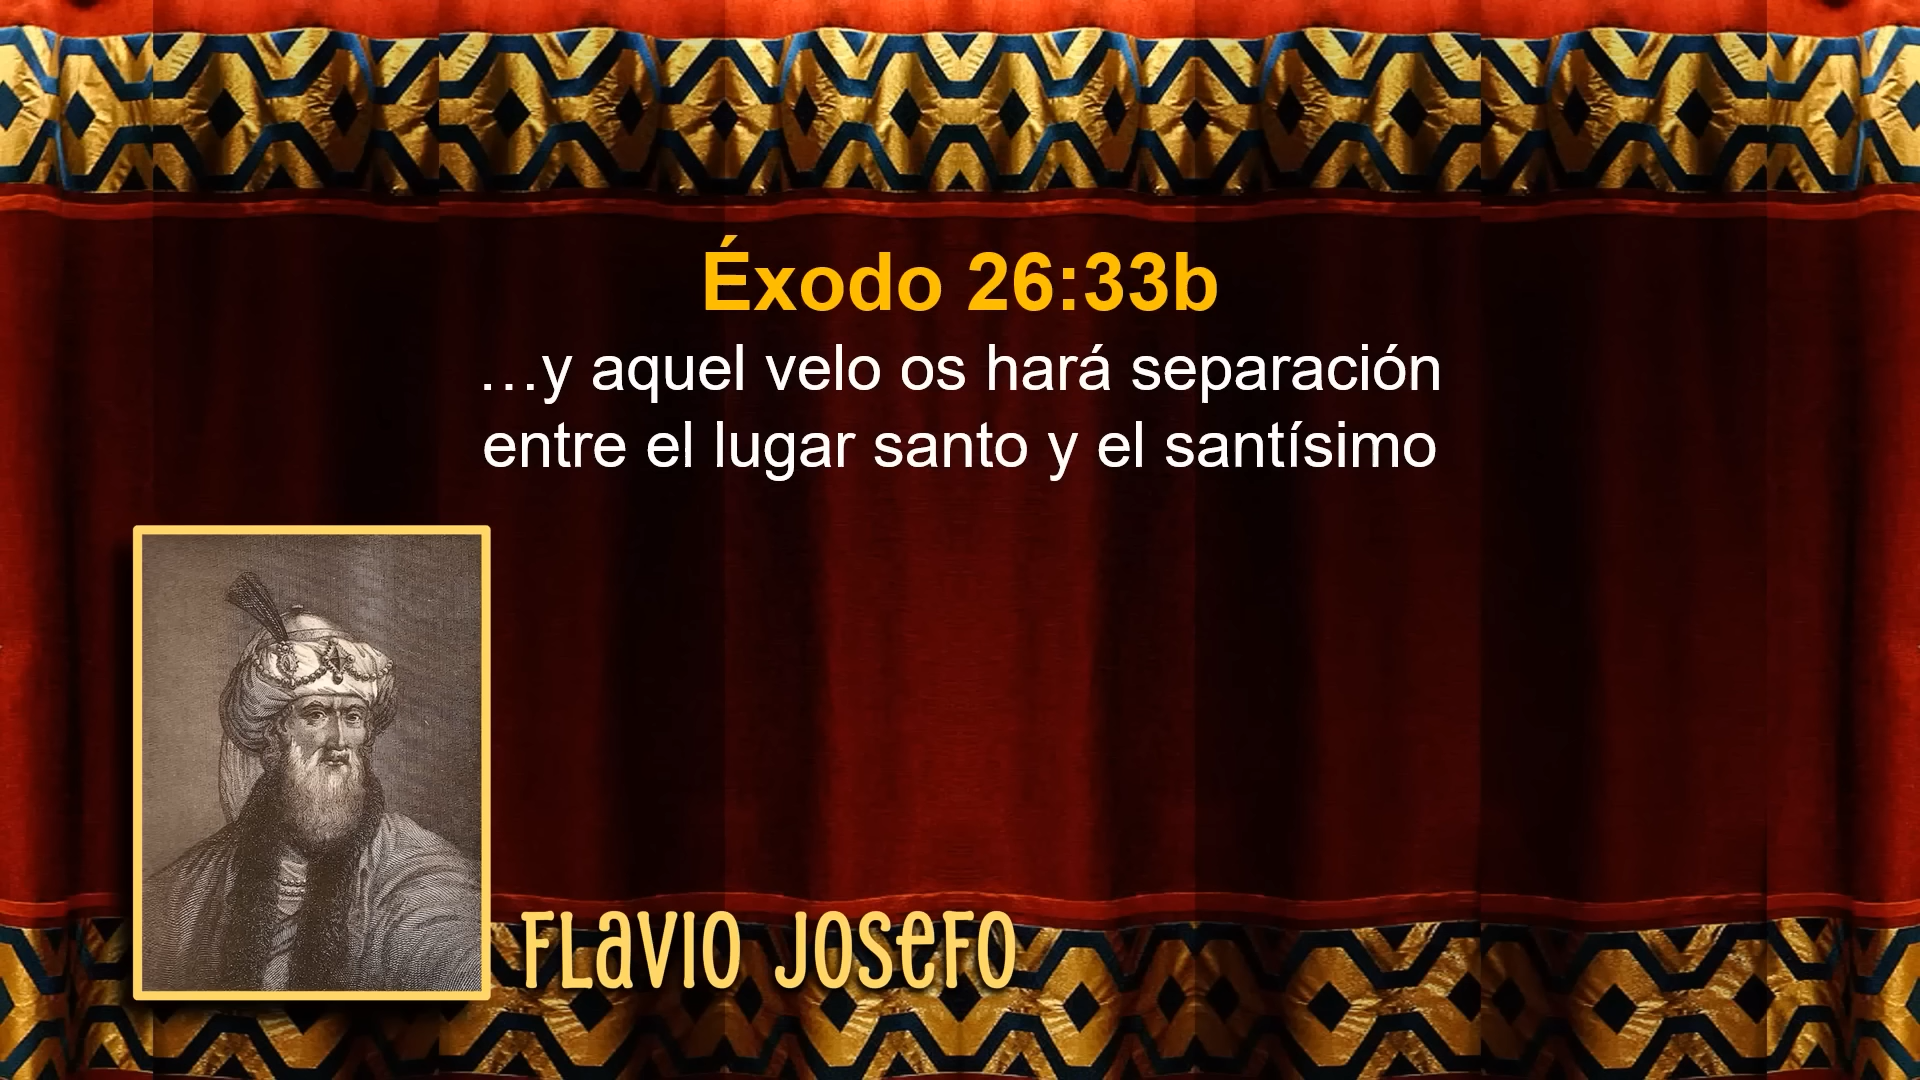 Éxodo 26:33b
…y aquel velo os hará separación
entre el lugar santo y el santísimo
FLaVIO JOSeFO